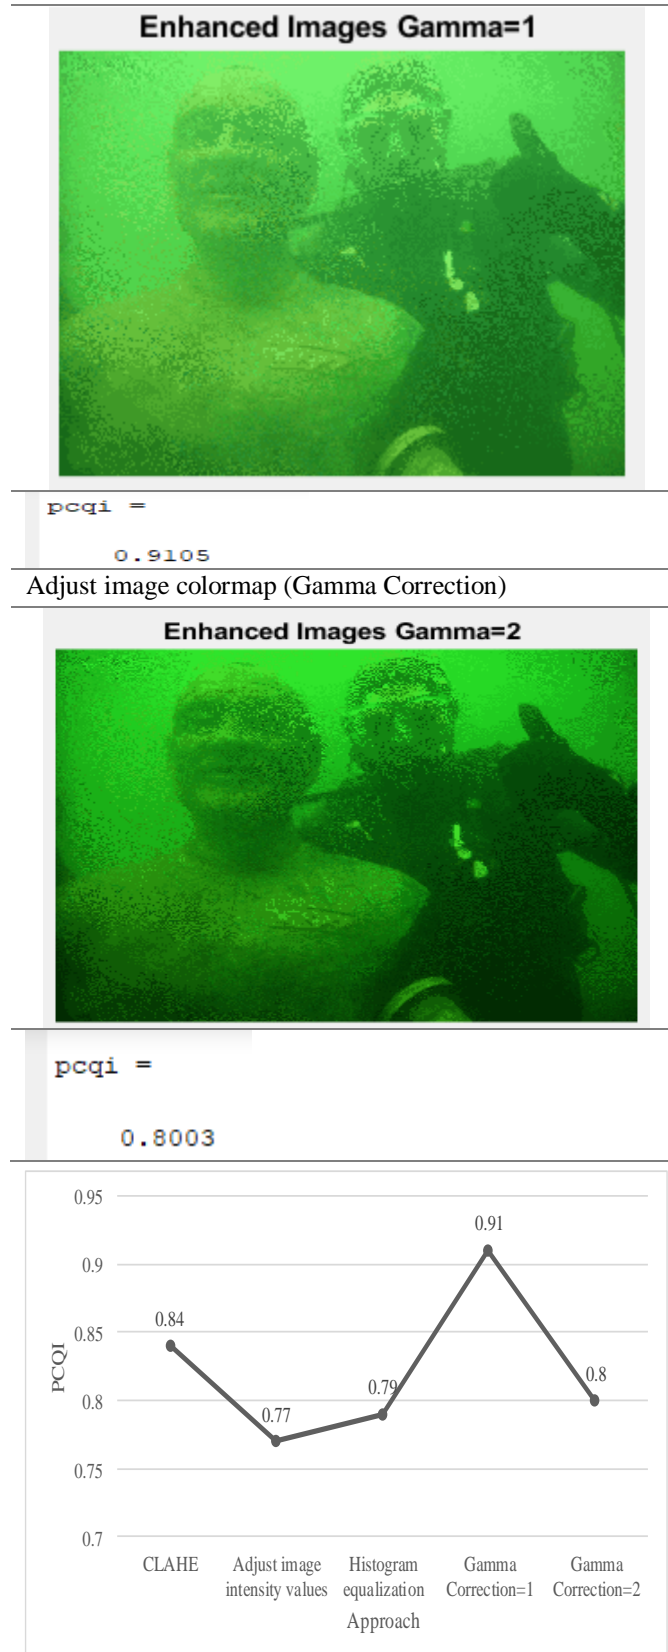 Enhanced Images Gamma=1
pcqi =
0.9105
Adjust image colormap (Gamma Correction)
Enhanced Images Gamma=2
pcqi =
0.8003
0.95
0.9
0.85
0.8
0.75
0.7
PCQI
0.84
0.77
0.79
0.91
0.8
CLAHE
Adjust image
intensity values
Histogram
equalization
Gamma
Correction=1
Gamma
Correction=2
Approach